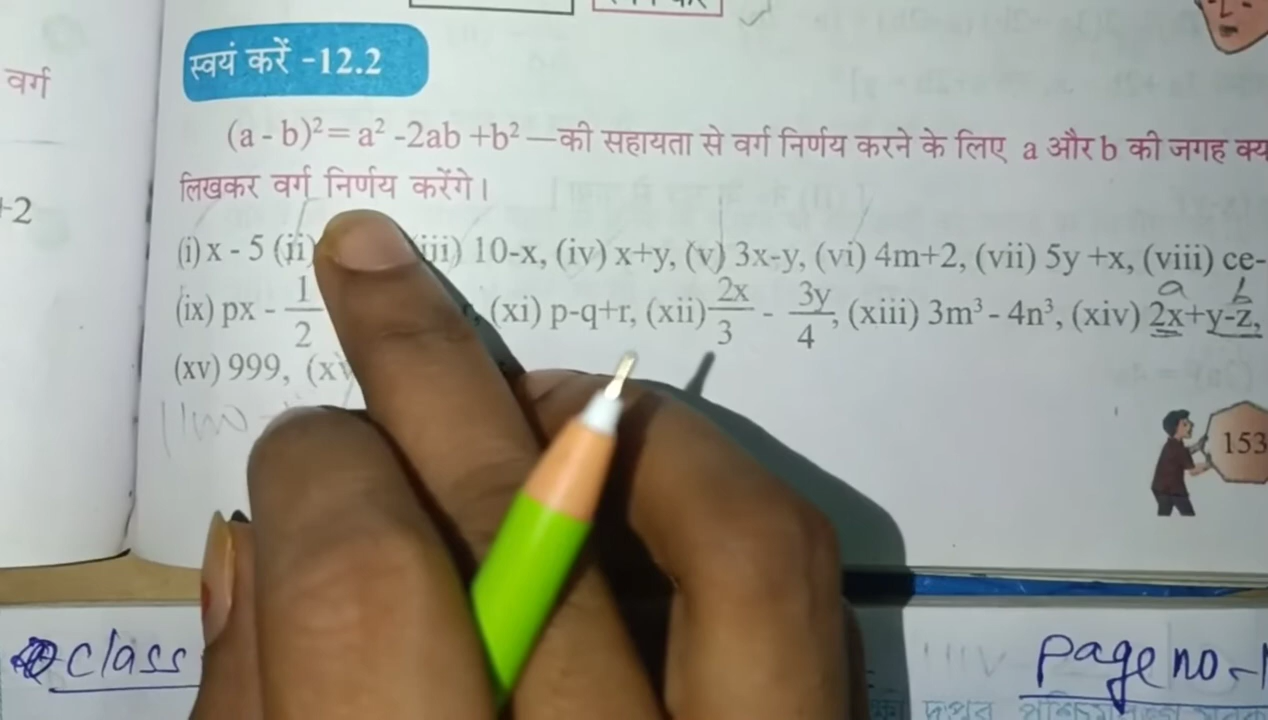 वर्ग
+2
स्वयं करें -12.2
(a - b)² = a² -2ab +b² —की सहायता से वर्ग निर्णय करने के लिए a और b की जगह
लिखकर वर्ग निर्णय करेंगे।
(i) x - 5 (ii) (iii) 10-x, (iv) x+y, (v) 3x-y, (vi) 4m+2, (vii) 5y +x, (viii) ce-
a b
(ix) px - 1/2 (xi) p-q+r, (xii) 2x/3 - 3y/4, (xiii) 3m³ - 4n³, (xiv) 2x+y-z,
(xv) 999,
153
class
page no -1